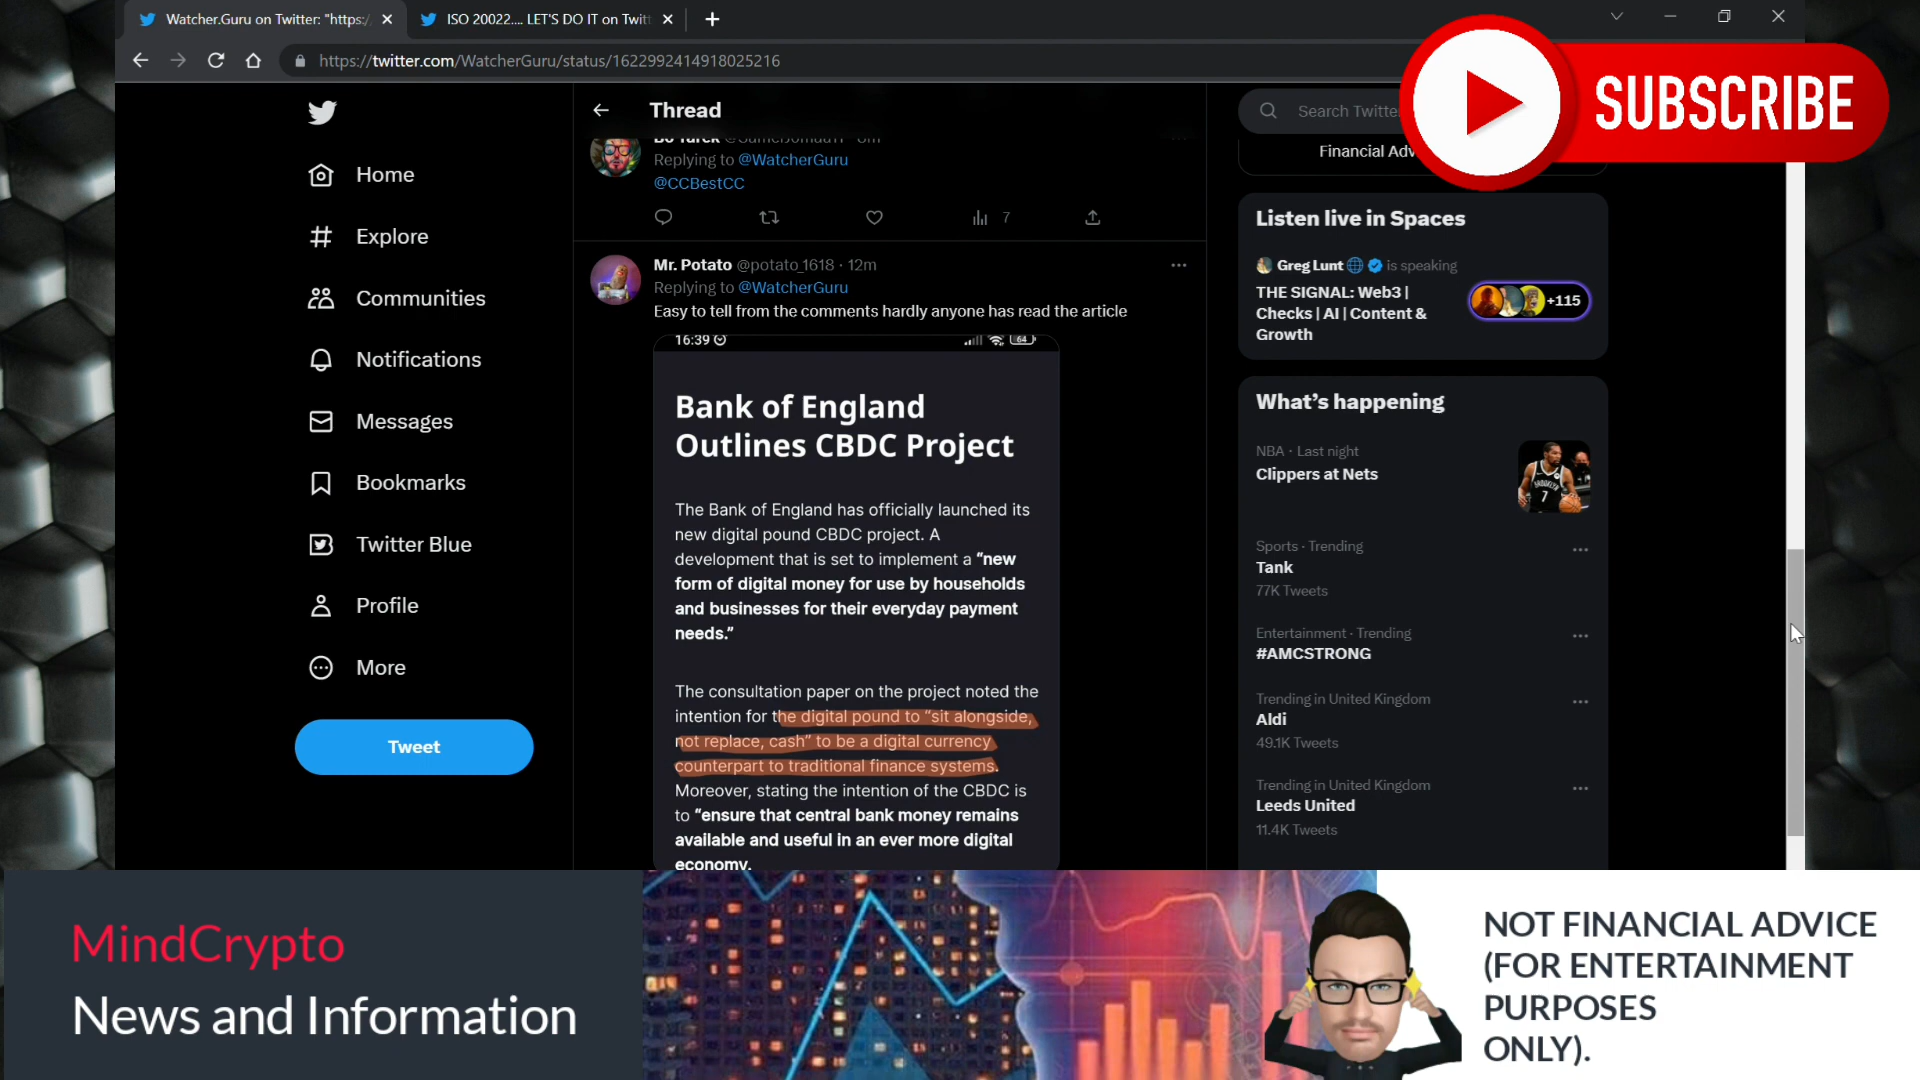 Watcher.Guru on Twitter: "https:/
ISO 20022.... LET'S DO IT on Twitt
https://twitter.com/WatcherGuru/status/1622992414918025216
SUBSCRIBE
Thread
Search Twitte
Home
Explore
Communities
Notifications
Messages
Bookmarks
Twitter Blue
Profile
More
Tweet
Replying to @WatcherGuru
@CCBestCC
7
Mr. Potato @potato_1618 · 12m
Replying to @WatcherGuru
Easy to tell from the comments hardly anyone has read the article
16:39
64
Bank of England
Outlines CBDC Project
The Bank of England has officially launched its
new digital pound CBDC project. A
development that is set to implement a “new
form of digital money for use by households
and businesses for their everyday payment
needs.”
The consultation paper on the project noted the
intention for the digital pound to “sit alongside,
not replace, cash” to be a digital currency
counterpart to traditional finance systems.
Moreover, stating the intention of the CBDC is
to “ensure that central bank money remains
available and useful in an ever more digital
economy.
Financial Adv
Listen live in Spaces
Greg Lunt is speaking
THE SIGNAL: Web3 |
Checks | AI | Content &
Growth
+115
What’s happening
NBA · Last night
Clippers at Nets
BROOKLYN
7
Sports · Trending
Tank
77K Tweets
Entertainment · Trending
#AMCSTRONG
Trending in United Kingdom
Aldi
49.1K Tweets
Trending in United Kingdom
Leeds United
11.4K Tweets
MindCrypto
News and Information
NOT FINANCIAL ADVICE
(FOR ENTERTAINMENT
PURPOSES
ONLY).